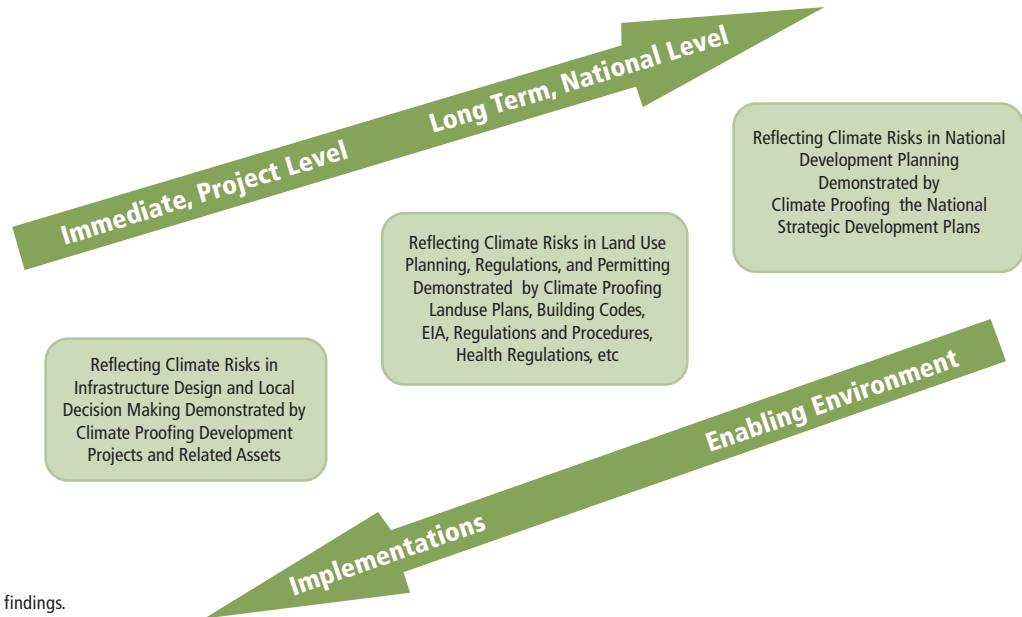 Immediate, Project Level Long Term, National Level
Reflecting Climate Risks in National
Development Planning
Demonstrated by
Climate Proofing the National
Strategic Development Plans
Reflecting Climate Risks in Land Use
Planning, Regulations, and Permitting
Demonstrated by Climate Proofing
Landuse Plans, Building Codes,
EIA, Regulations and Procedures,
Health Regulations, etc
Reflecting Climate Risks in
Infrastructure Design and Local
Decision Making Demonstrated by
Climate Proofing Development
Projects and Related Assets
Implementations Enabling Environment
findings.